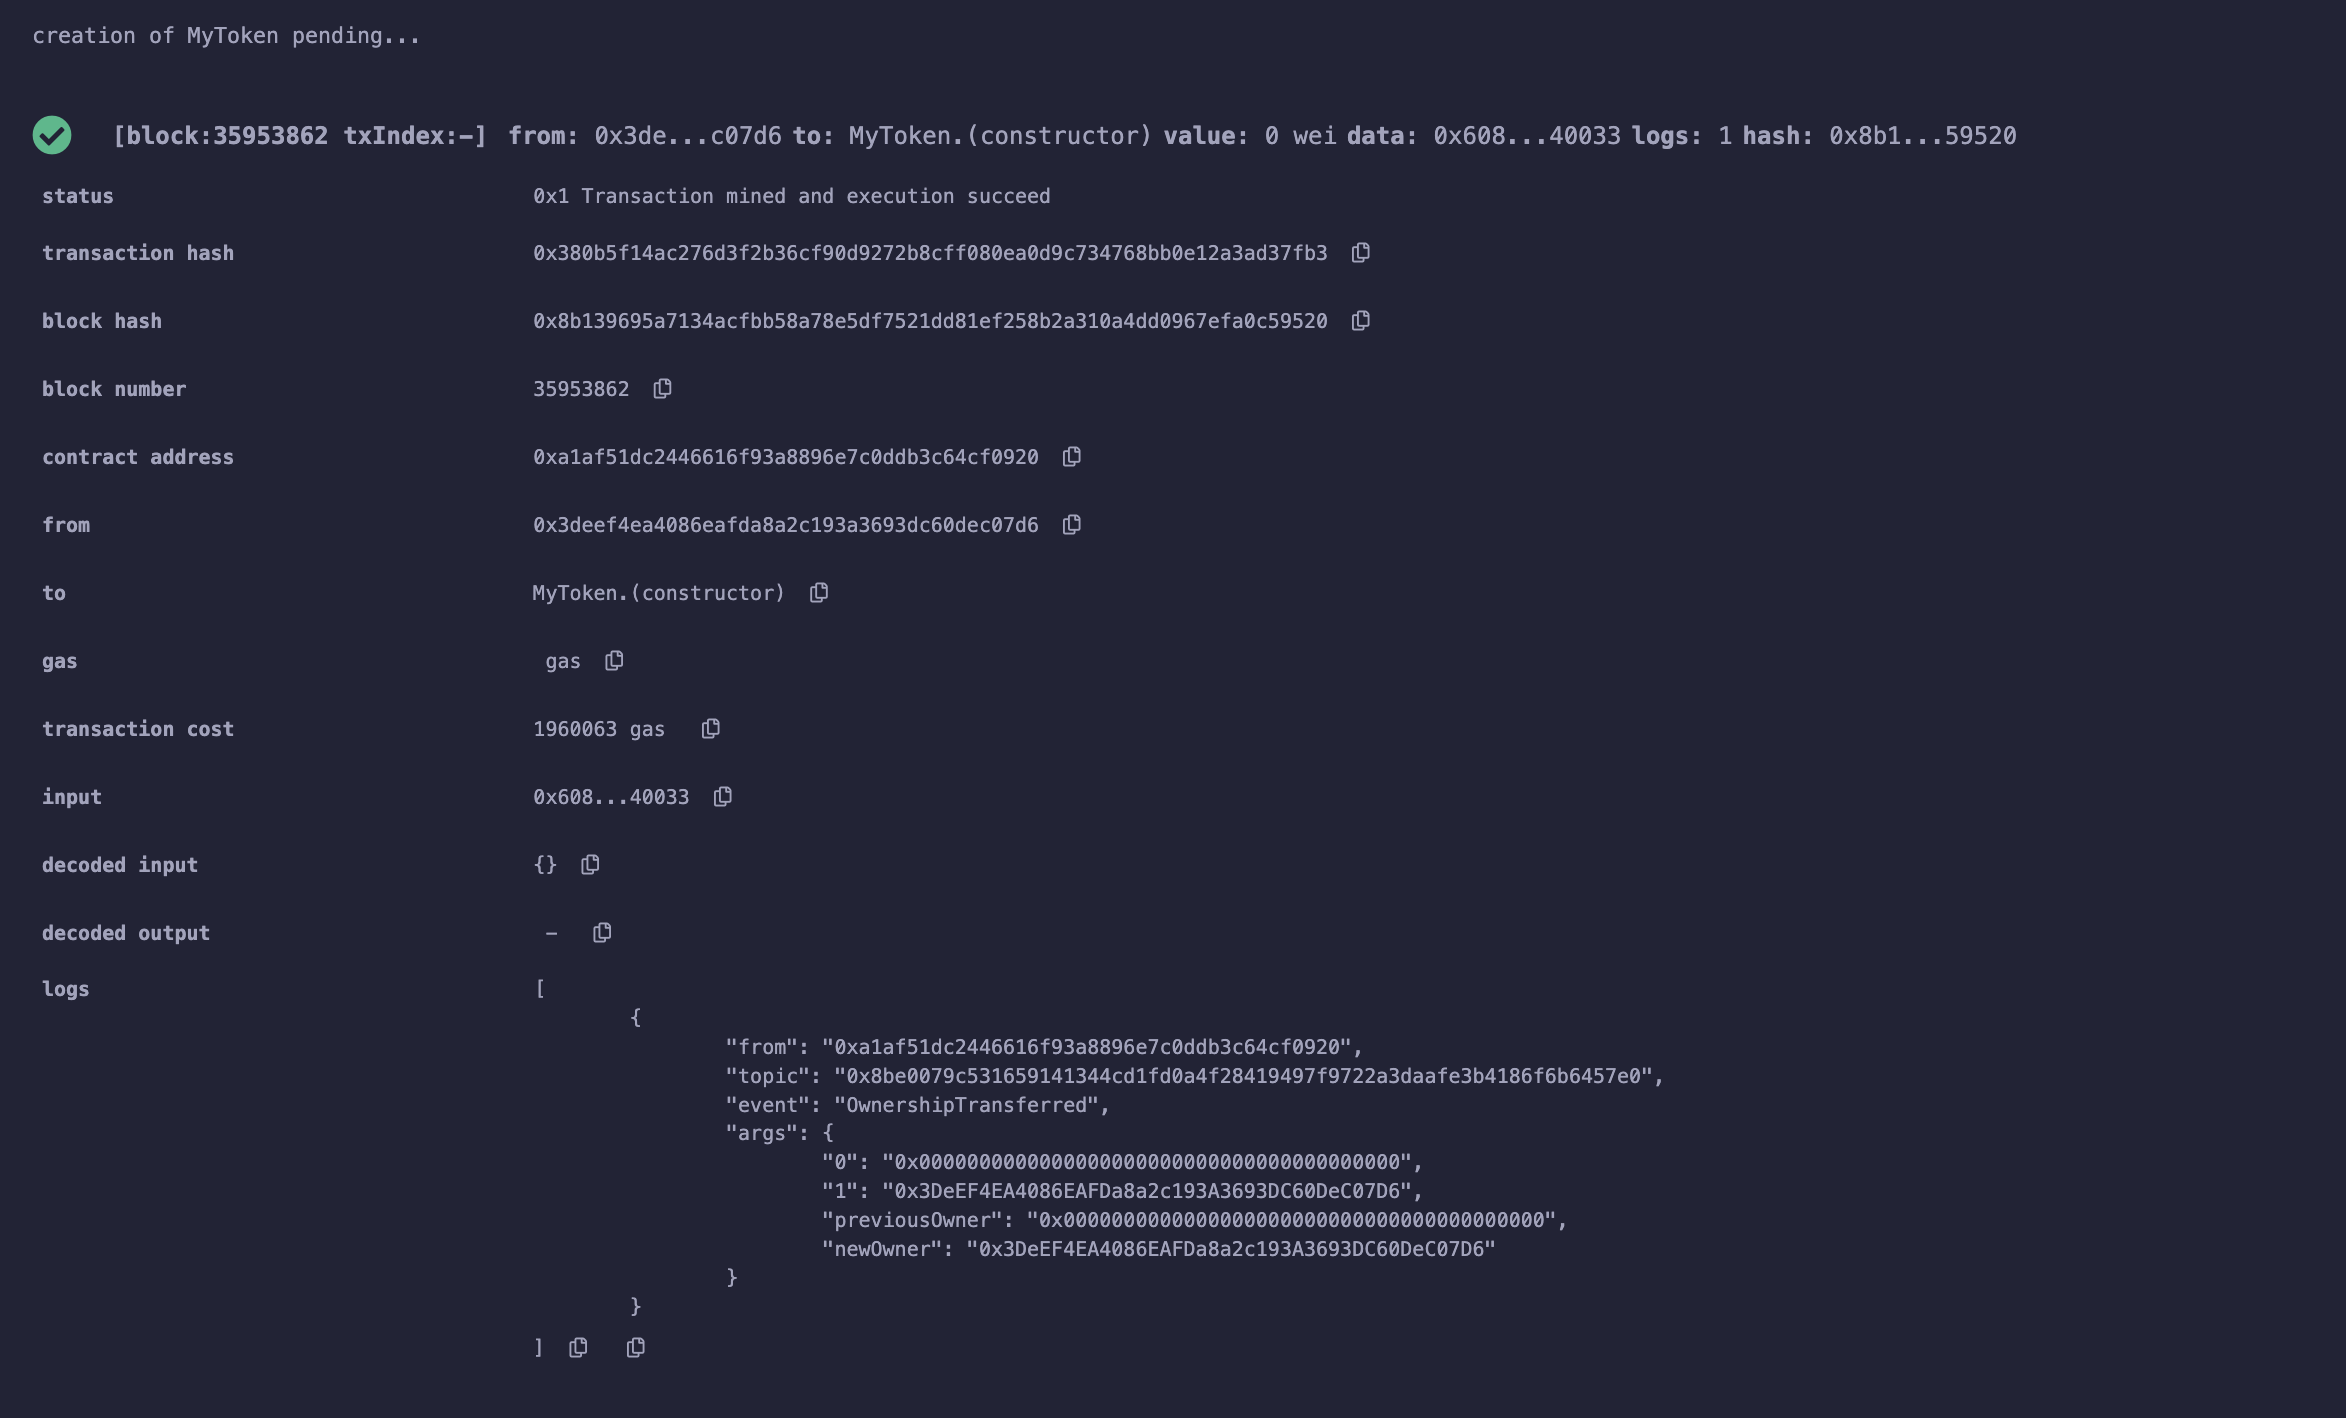 creation of MyToken pending...
[block:35953862 txIndex:-] from: 0x3de...c07d6 to: MyToken.(constructor) value: 0 wei data: 0x608...40033 logs: 1 hash: 0x8b1...59520
status 0x1 Transaction mined and execution succeed
transaction hash 0x380b5f14ac276d3f2b36cf90d9272b8cff080ea0d9c734768bb0e12a3ad37fb3
block hash 0x8b139695a7134acfbb58a78e5df7521dd81ef258b2a310a4dd0967efa0c59520
block number 35953862
contract address 0xa1af51dc2446616f93a8896e7c0ddb3c64cf0920
from 0x3deef4ea4086eafda8a2c193a3693dc60dec07d6
to MyToken.(constructor)
gas gas
transaction cost 1960063 gas
input 0x608...40033
decoded input {}
decoded output -
logs [
{
"from": "0xa1af51dc2446616f93a8896e7c0ddb3c64cf0920",
"topic": "0x8be0079c531659141344cd1fd0a4f28419497f9722a3daafe3b4186f6b6457e0",
"event": "OwnershipTransferred",
"args": {
"0": "0x0000000000000000000000000000000000000000",
"1": "0x3DeEF4EA4086EAFDa8a2c193A3693DC60DeC07D6",
"previousOwner": "0x0000000000000000000000000000000000000000",
"newOwner": "0x3DeEF4EA4086EAFDa8a2c193A3693DC60DeC07D6"
}
}
]